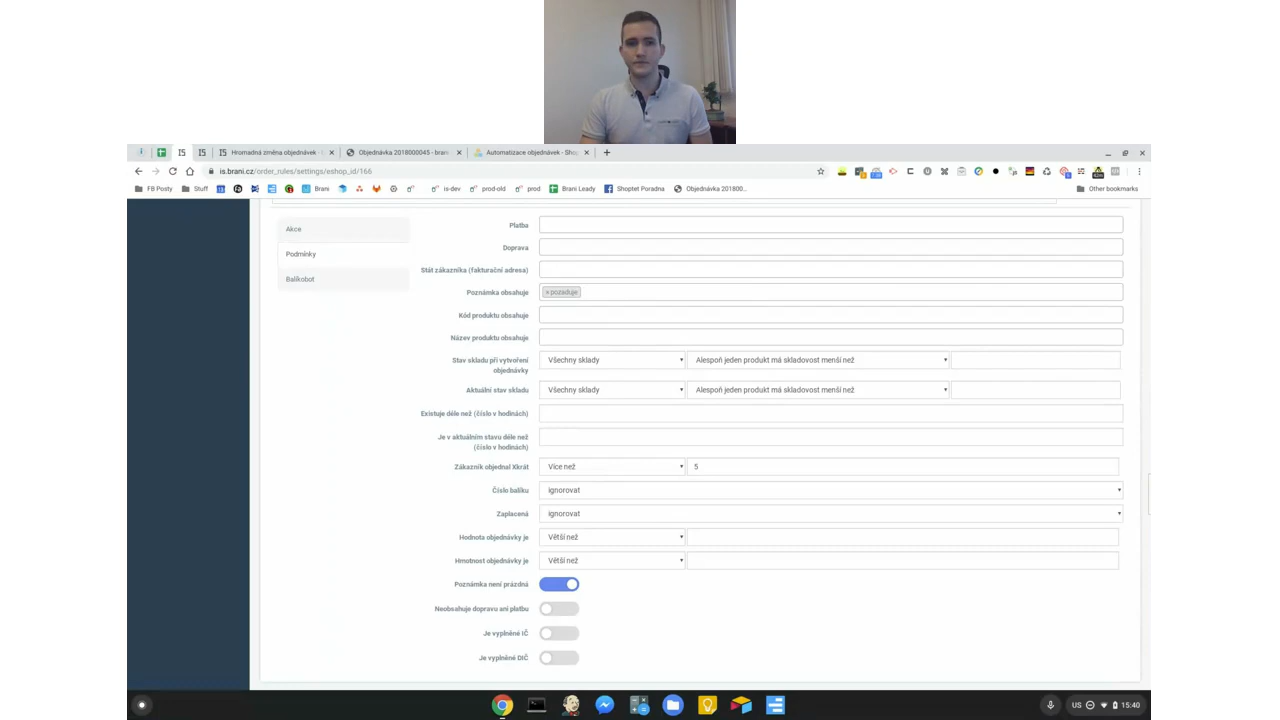 Hromadná změna objednávek -
Objednávka 2018000045 - brani
Automatizace objednávek - Shop
is.brani.cz/order_rules/settings/eshop_id/166
FB Posty
Stuff
Brani
is-dev
prod-old
prod
Brani Leady
Shoptet Poradna
Objednávka 201800...
Other bookmarks
Akce
Podmínky
Balíkobot
Platba
Doprava
Stát zákazníka (fakturační adresa)
Poznámka obsahuje
×pozaduje
Kód produktu obsahuje
Název produktu obsahuje
Stav skladu při vytvoření
objednávky
Všechny sklady
Alespoň jeden produkt má skladovost menší než
Aktuální stav skladu
Všechny sklady
Alespoň jeden produkt má skladovost menší než
Existuje déle než (číslo v hodinách)
Je v aktuálním stavu déle než
(číslo v hodinách)
Zákazník objednal Xkrát
Více než
5
Číslo balíku
ignorovat
Zaplacená
ignorovat
Hodnota objednávky je
Větší než
Hmotnost objednávky je
Větší než
Poznámka není prázdná
Neobsahuje dopravu ani platbu
Je vyplněné IČ
Je vyplněné DIČ
US
15:40